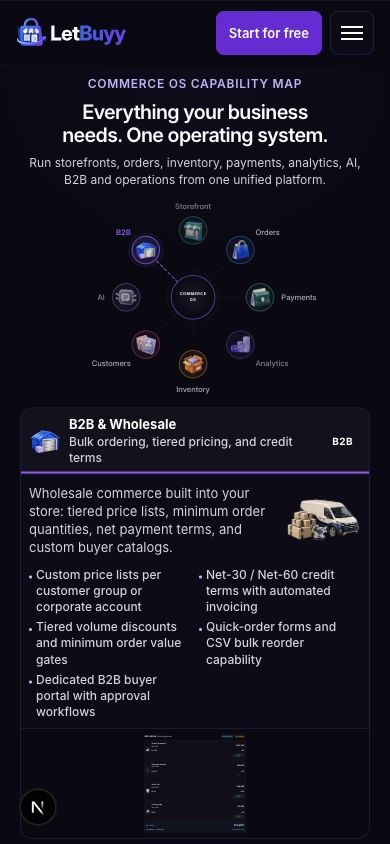 LetBuyy
Start for free
COMMERCE OS CAPABILITY MAP
Everything your business
needs. One operating system.
Run storefronts, orders, inventory, payments, analytics, AI,
B2B and operations from one unified platform.
Storefront
B2B
Orders
COMMERCE
OS
AI
Payments
Customers
Analytics
Inventory
B2B & Wholesale
Bulk ordering, tiered pricing, and credit
terms
B2B
Wholesale commerce built into your
store: tiered price lists, minimum order
quantities, net payment terms, and
custom buyer catalogs.
• Custom price lists per
customer group or
corporate account
• Tiered volume discounts
and minimum order value
gates
• Dedicated B2B buyer
portal with approval
workflows
• Net-30 / Net-60 credit
terms with automated
invoicing
• Quick-order forms and
CSV bulk reorder
capability
N